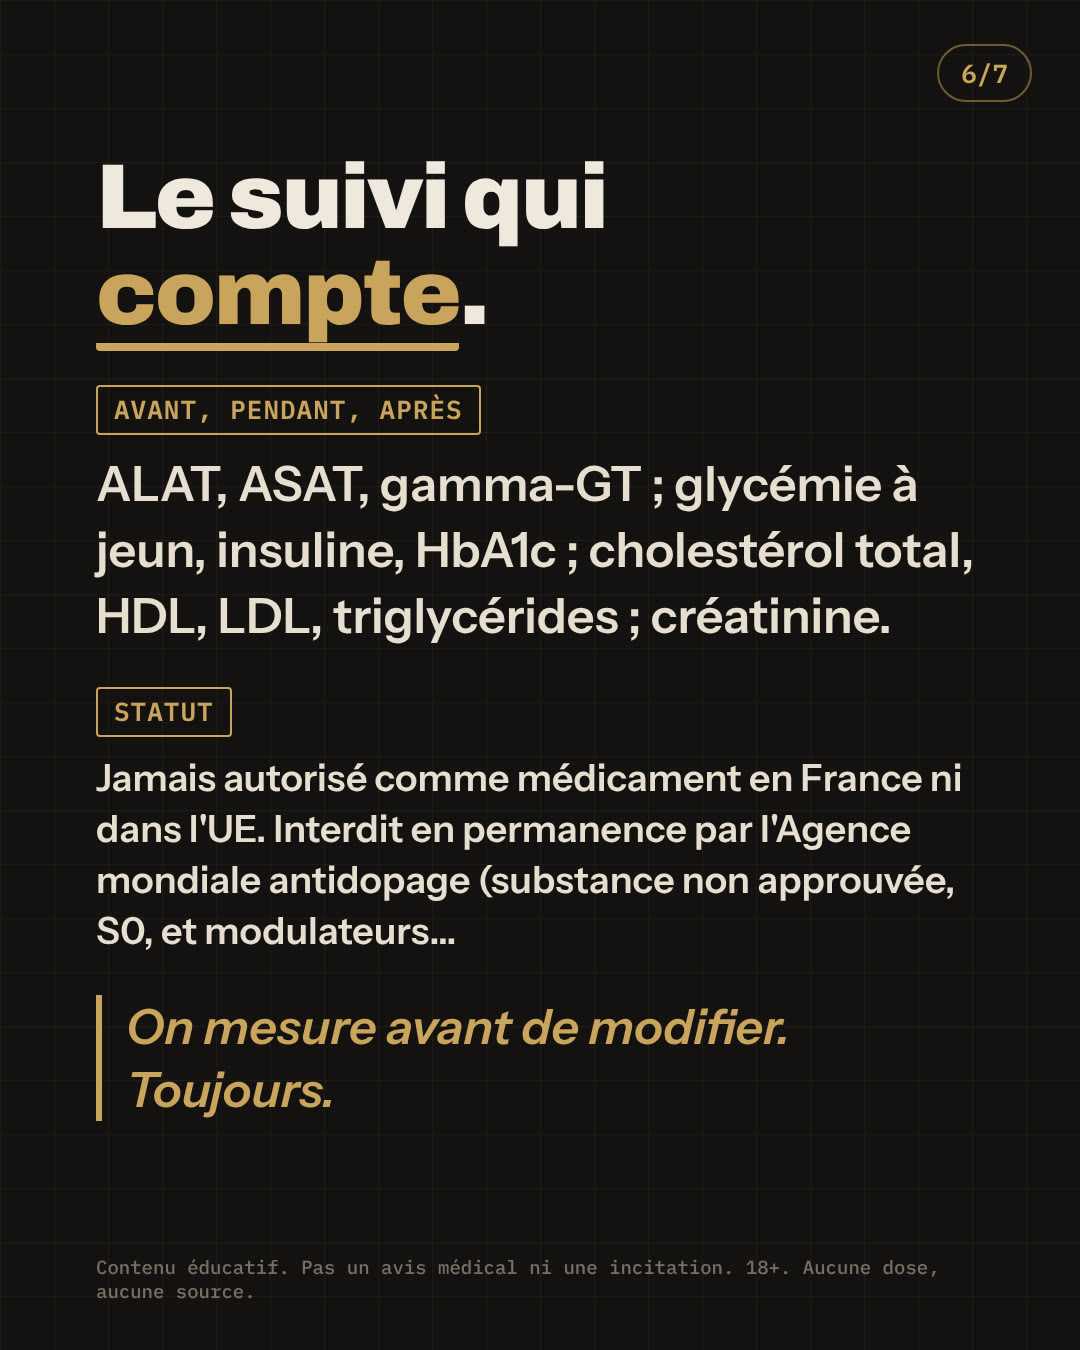 6/7
Le suivi qui
compte.
AVANT, PENDANT, APRÈS
ALAT, ASAT, gamma-GT ; glycémie à
jeun, insuline, HbA1c ; cholestérol total,
HDL, LDL, triglycérides ; créatinine.
STATUT
Jamais autorisé comme médicament en France ni
dans l'UE. Interdit en permanence par l'Agence
mondiale antidopage (substance non approuvée,
S0, et modulateurs…
On mesure avant de modifier.
Toujours.
Contenu éducatif. Pas un avis médical ni une incitation. 18+. Aucune dose,
aucune source.